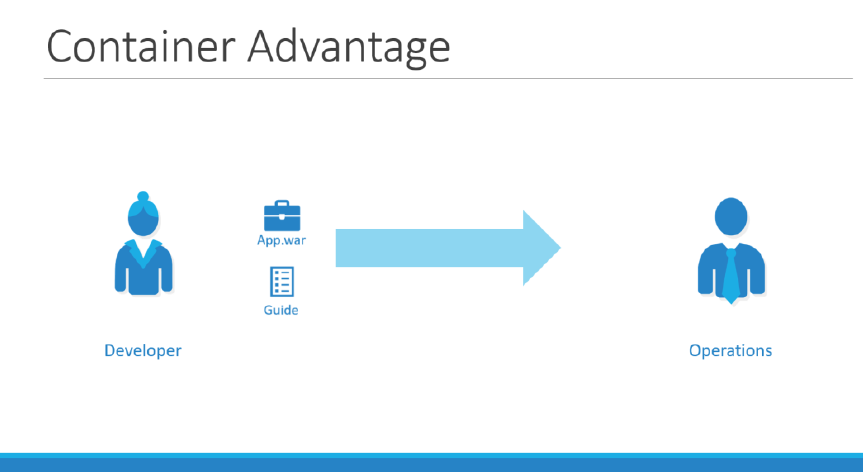 Container Advantage
App.war
Guide
Developer
Operations